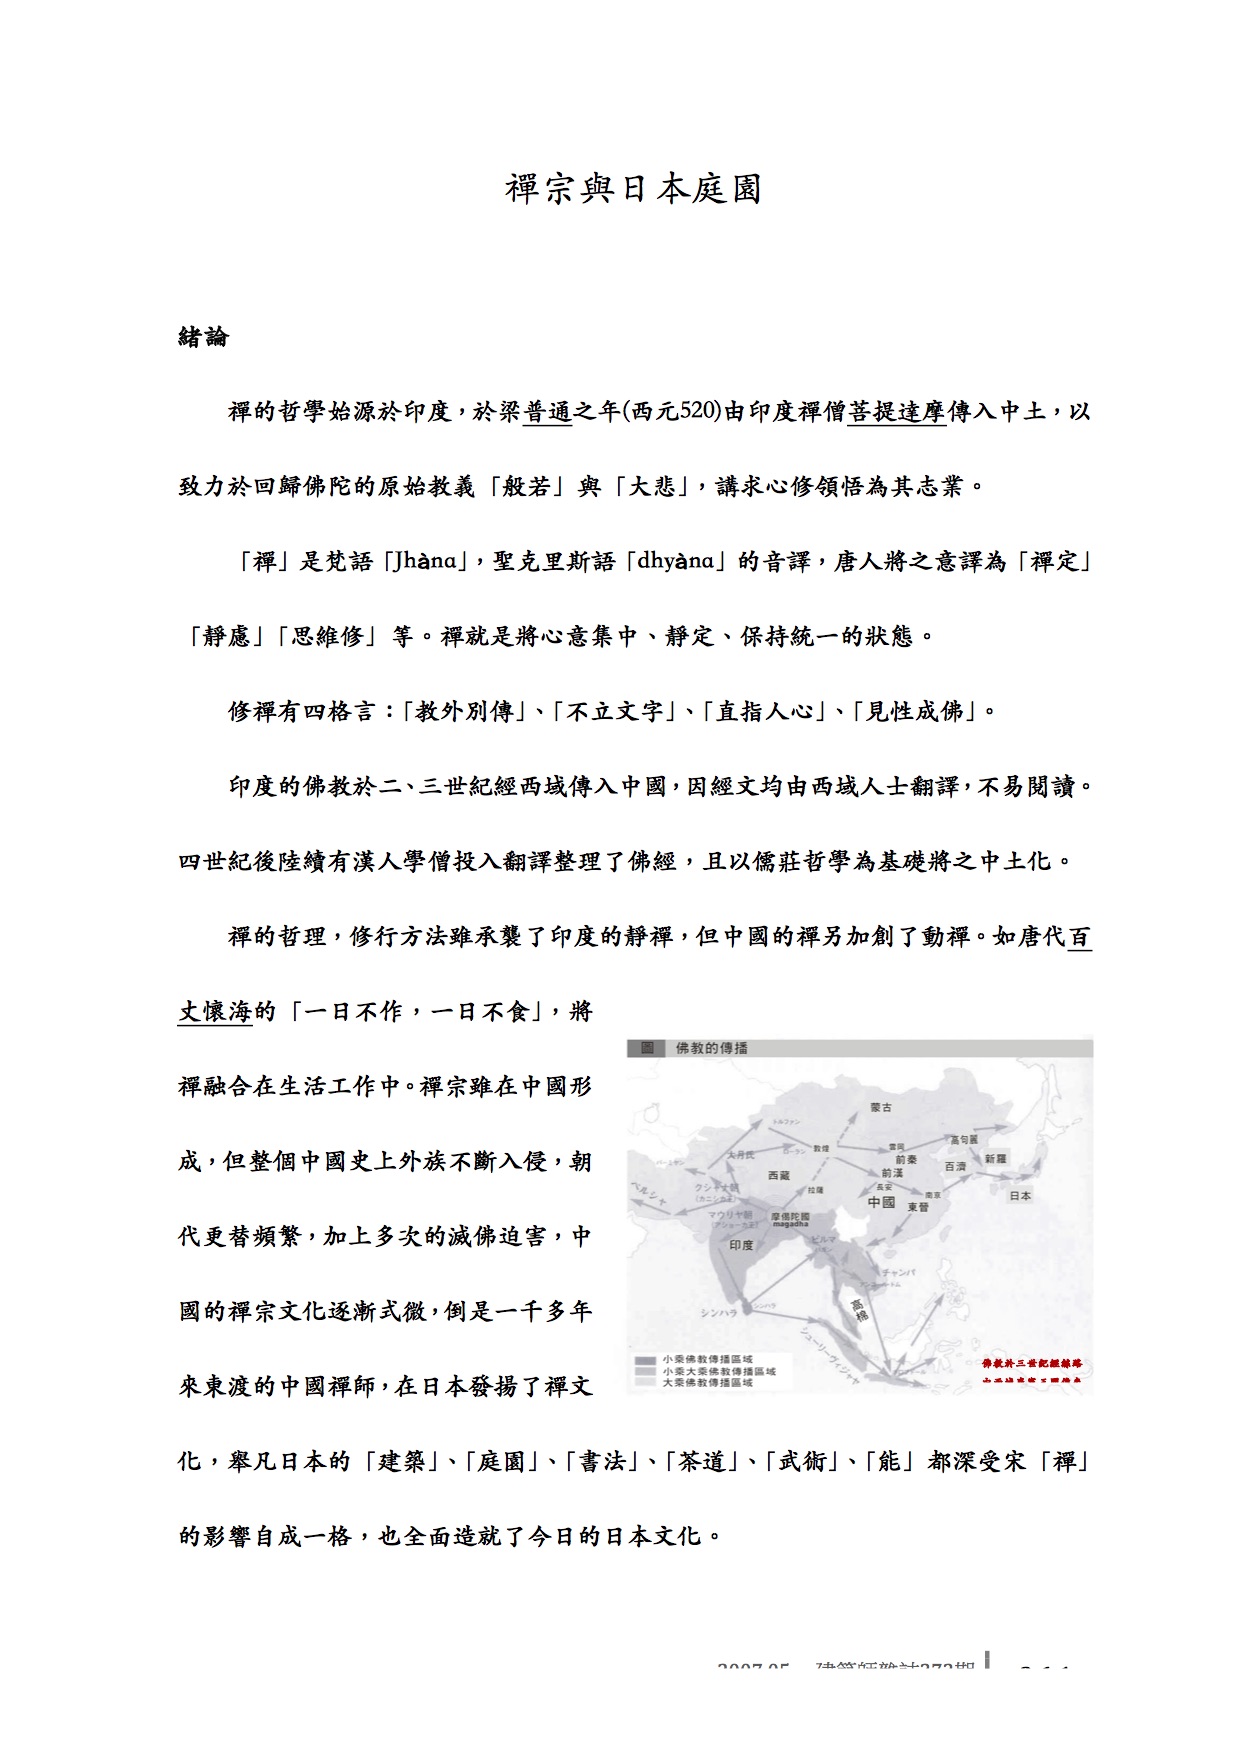 禪宗與日本庭園
緒論
禪的哲學始源於印度，於梁普通之年(西元520)由印度禪僧菩提達摩傳入中土，以
致力於回歸佛陀的原始教義「般若」與「大悲」，講求心修領悟為其志業。
「禪」是梵語「Jhàna」，聖克里斯語「dhyàna」的音譯，唐人將之意譯為「禪定」
「靜慮」「思維修」等。禪就是將心意集中、靜定、保持統一的狀態。
修禪有四格言：「教外別傳」、「不立文字」、「直指人心」、「見性成佛」。
印度的佛教於二、三世紀經西域傳入中國，因經文均由西域人士翻譯，不易閱讀。
四世紀後陸續有漢人學僧投入翻譯整理了佛經，且以儒莊哲學為基礎將之中土化。
禪的哲理，修行方法雖承襲了印度的靜禪，但中國的禪另加創了動禪。如唐代百
丈懷海的「一日不作，一日不食」，將
禪融合在生活工作中。禪宗雖在中國形
成，但整個中國史上外族不斷入侵，朝
代更替頻繁，加上多次的滅佛迫害，中
國的禪宗文化逐漸式微，倒是一千多年
來東渡的中國禪師，在日本發揚了禪文
化，舉凡日本的「建築」、「庭園」、「書法」、「茶道」、「武術」、「能」都深受宋「禪」
的影響自成一格，也全面造就了今日的日本文化。
圖 佛教的傳播
蒙古
トルファン
敦煌
ローラン
大月氏
雲岡
前秦
高句麗
新羅
百濟
日本
西藏
前漢
長安
拉薩
中國
南京
東晉
ペルシャ
クシャナ朝
(カニシカ王)
マウリヤ朝
(アショーカ王)
摩偈陀國
magadha
印度
ビルマ
チャンパ
シンハラ
高棉
シューリーヴィジャヤ
小乘佛教傳播區域
小乘大乘佛教傳播區域
大乘佛教傳播區域
佛教於三世紀經絲路
2007.05 建築師雜誌373期